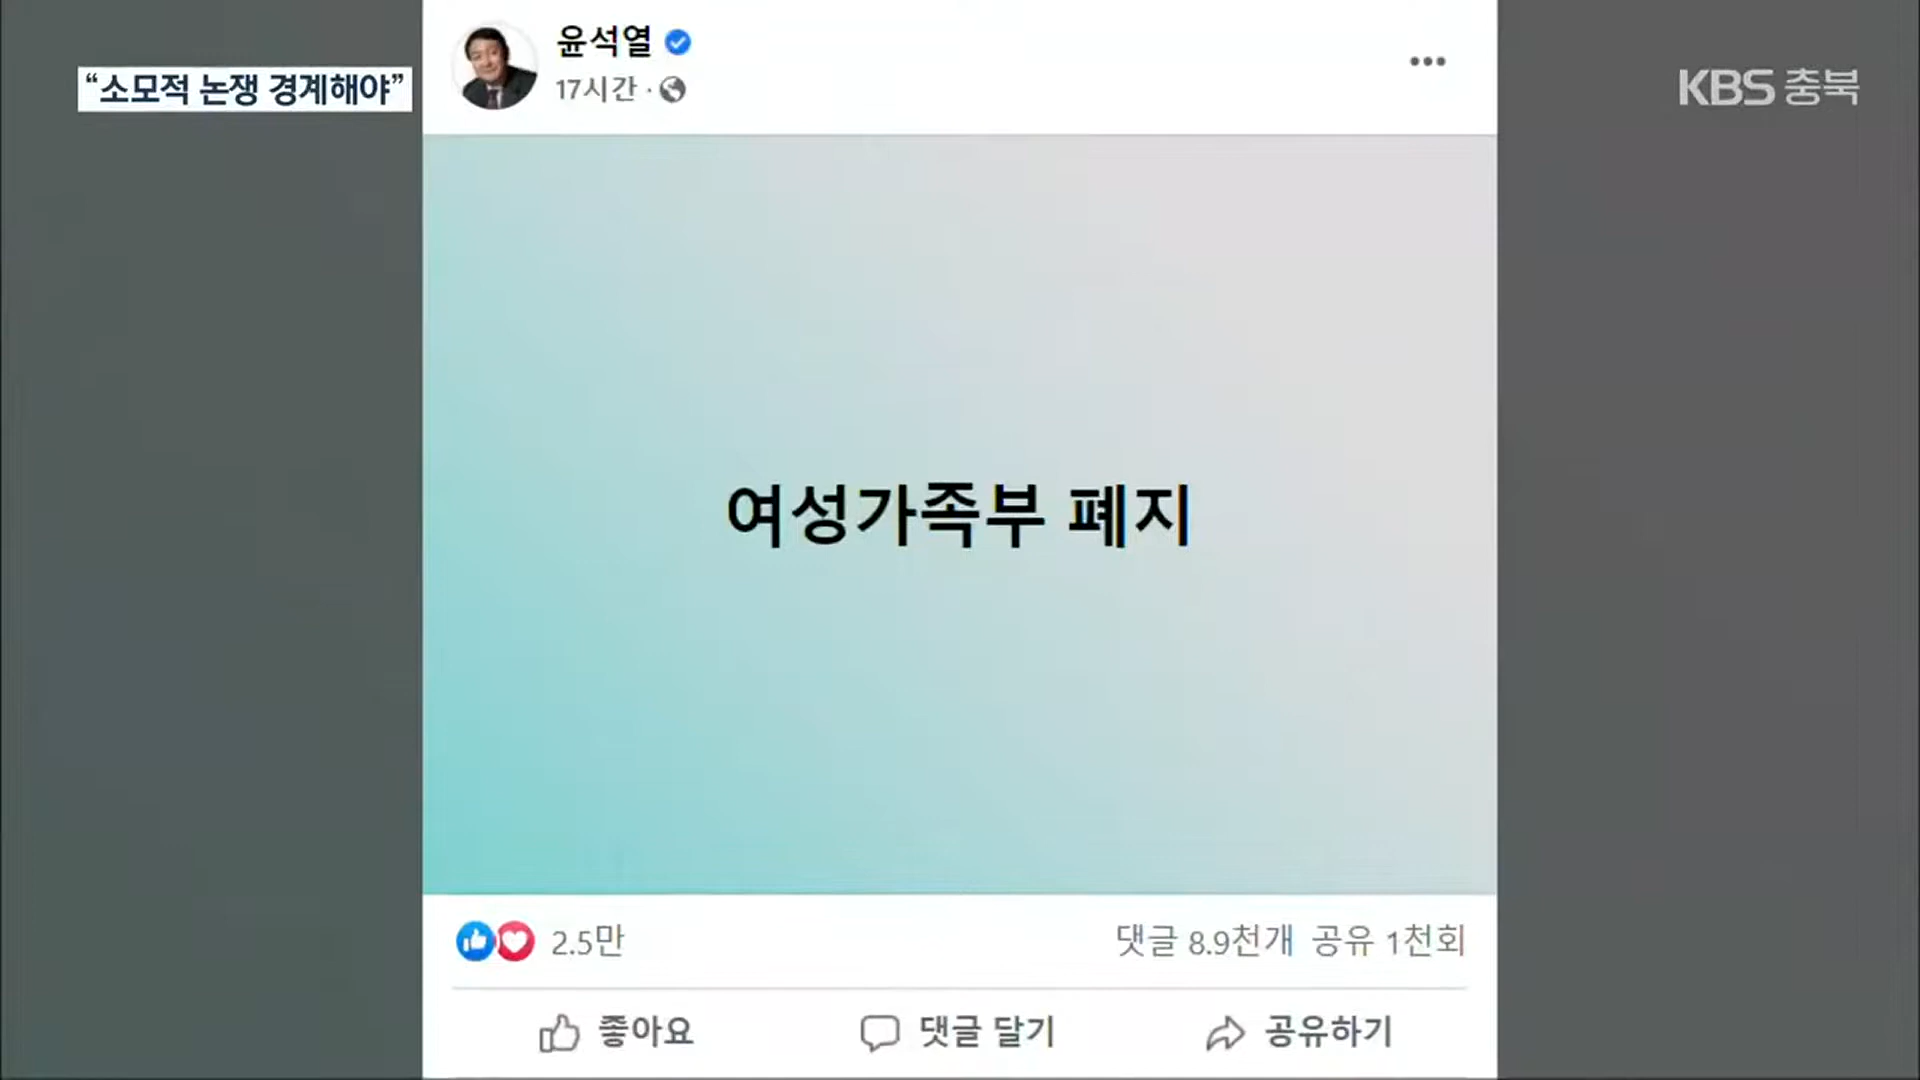 “소모적 논쟁 경계해야”
KBS 충북
윤석열
17시간 ·
여성가족부 폐지
2.5만
댓글 8.9천개 공유 1천회
좋아요
댓글 달기
공유하기